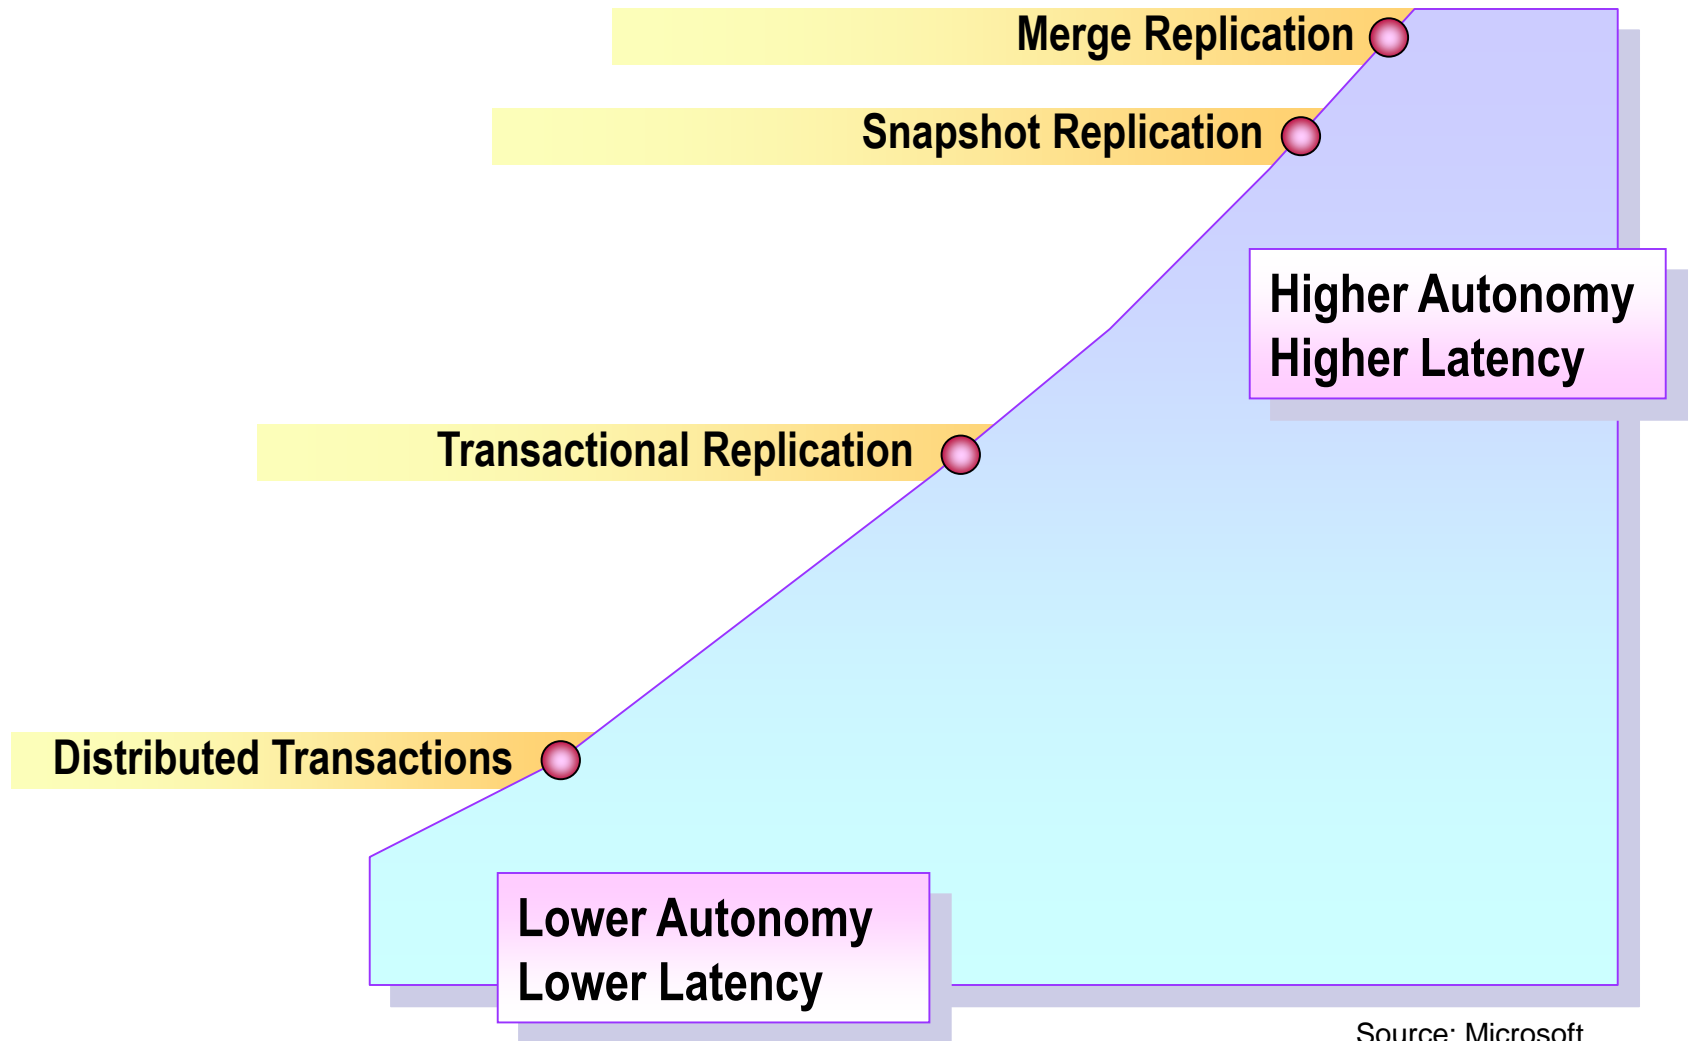 Merge Replication
Snapshot Replication
Higher Autonomy
Higher Latency
Transactional Replication
Distributed Transactions
Lower Autonomy
Lower Latency
Source: Microsoft